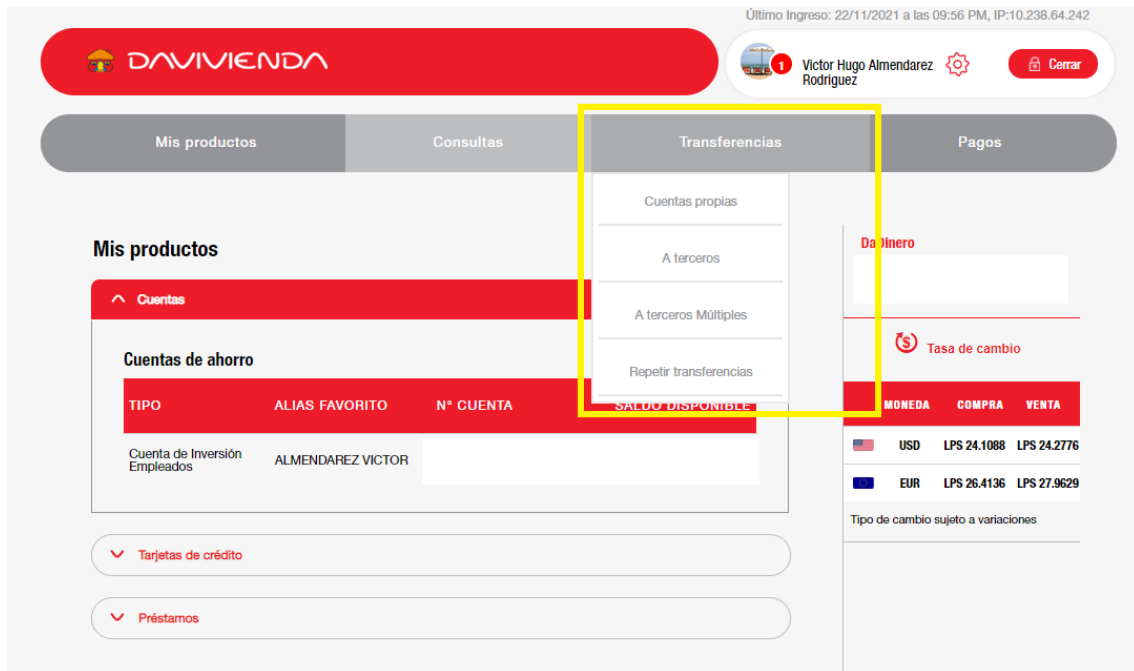 Último Ingreso: 22/11/2021 a las 09:56 PM, IP:10.238.64.242
DAVIVIENDA
1
Victor Hugo Almendarez
Rodriguez
Cerrar
Mis productos
Consultas
Transferencias
Pagos
Cuentas propias
A terceros
A terceros Múltiples
Repetir transferencias
Mis productos
Cuentas
Cuentas de ahorro
TIPO ALIAS FAVORITO N° CUENTA SALDO DISPONIBLE
Cuenta de Inversión
Empleados
ALMENDAREZ VICTOR
Tarjetas de crédito
Préstamos
DaDinero
Tasa de cambio
MONEDA COMPRA VENTA
USD LPS 24.1088 LPS 24.2776
EUR LPS 26.4136 LPS 27.9629
Tipo de cambio sujeto a variaciones